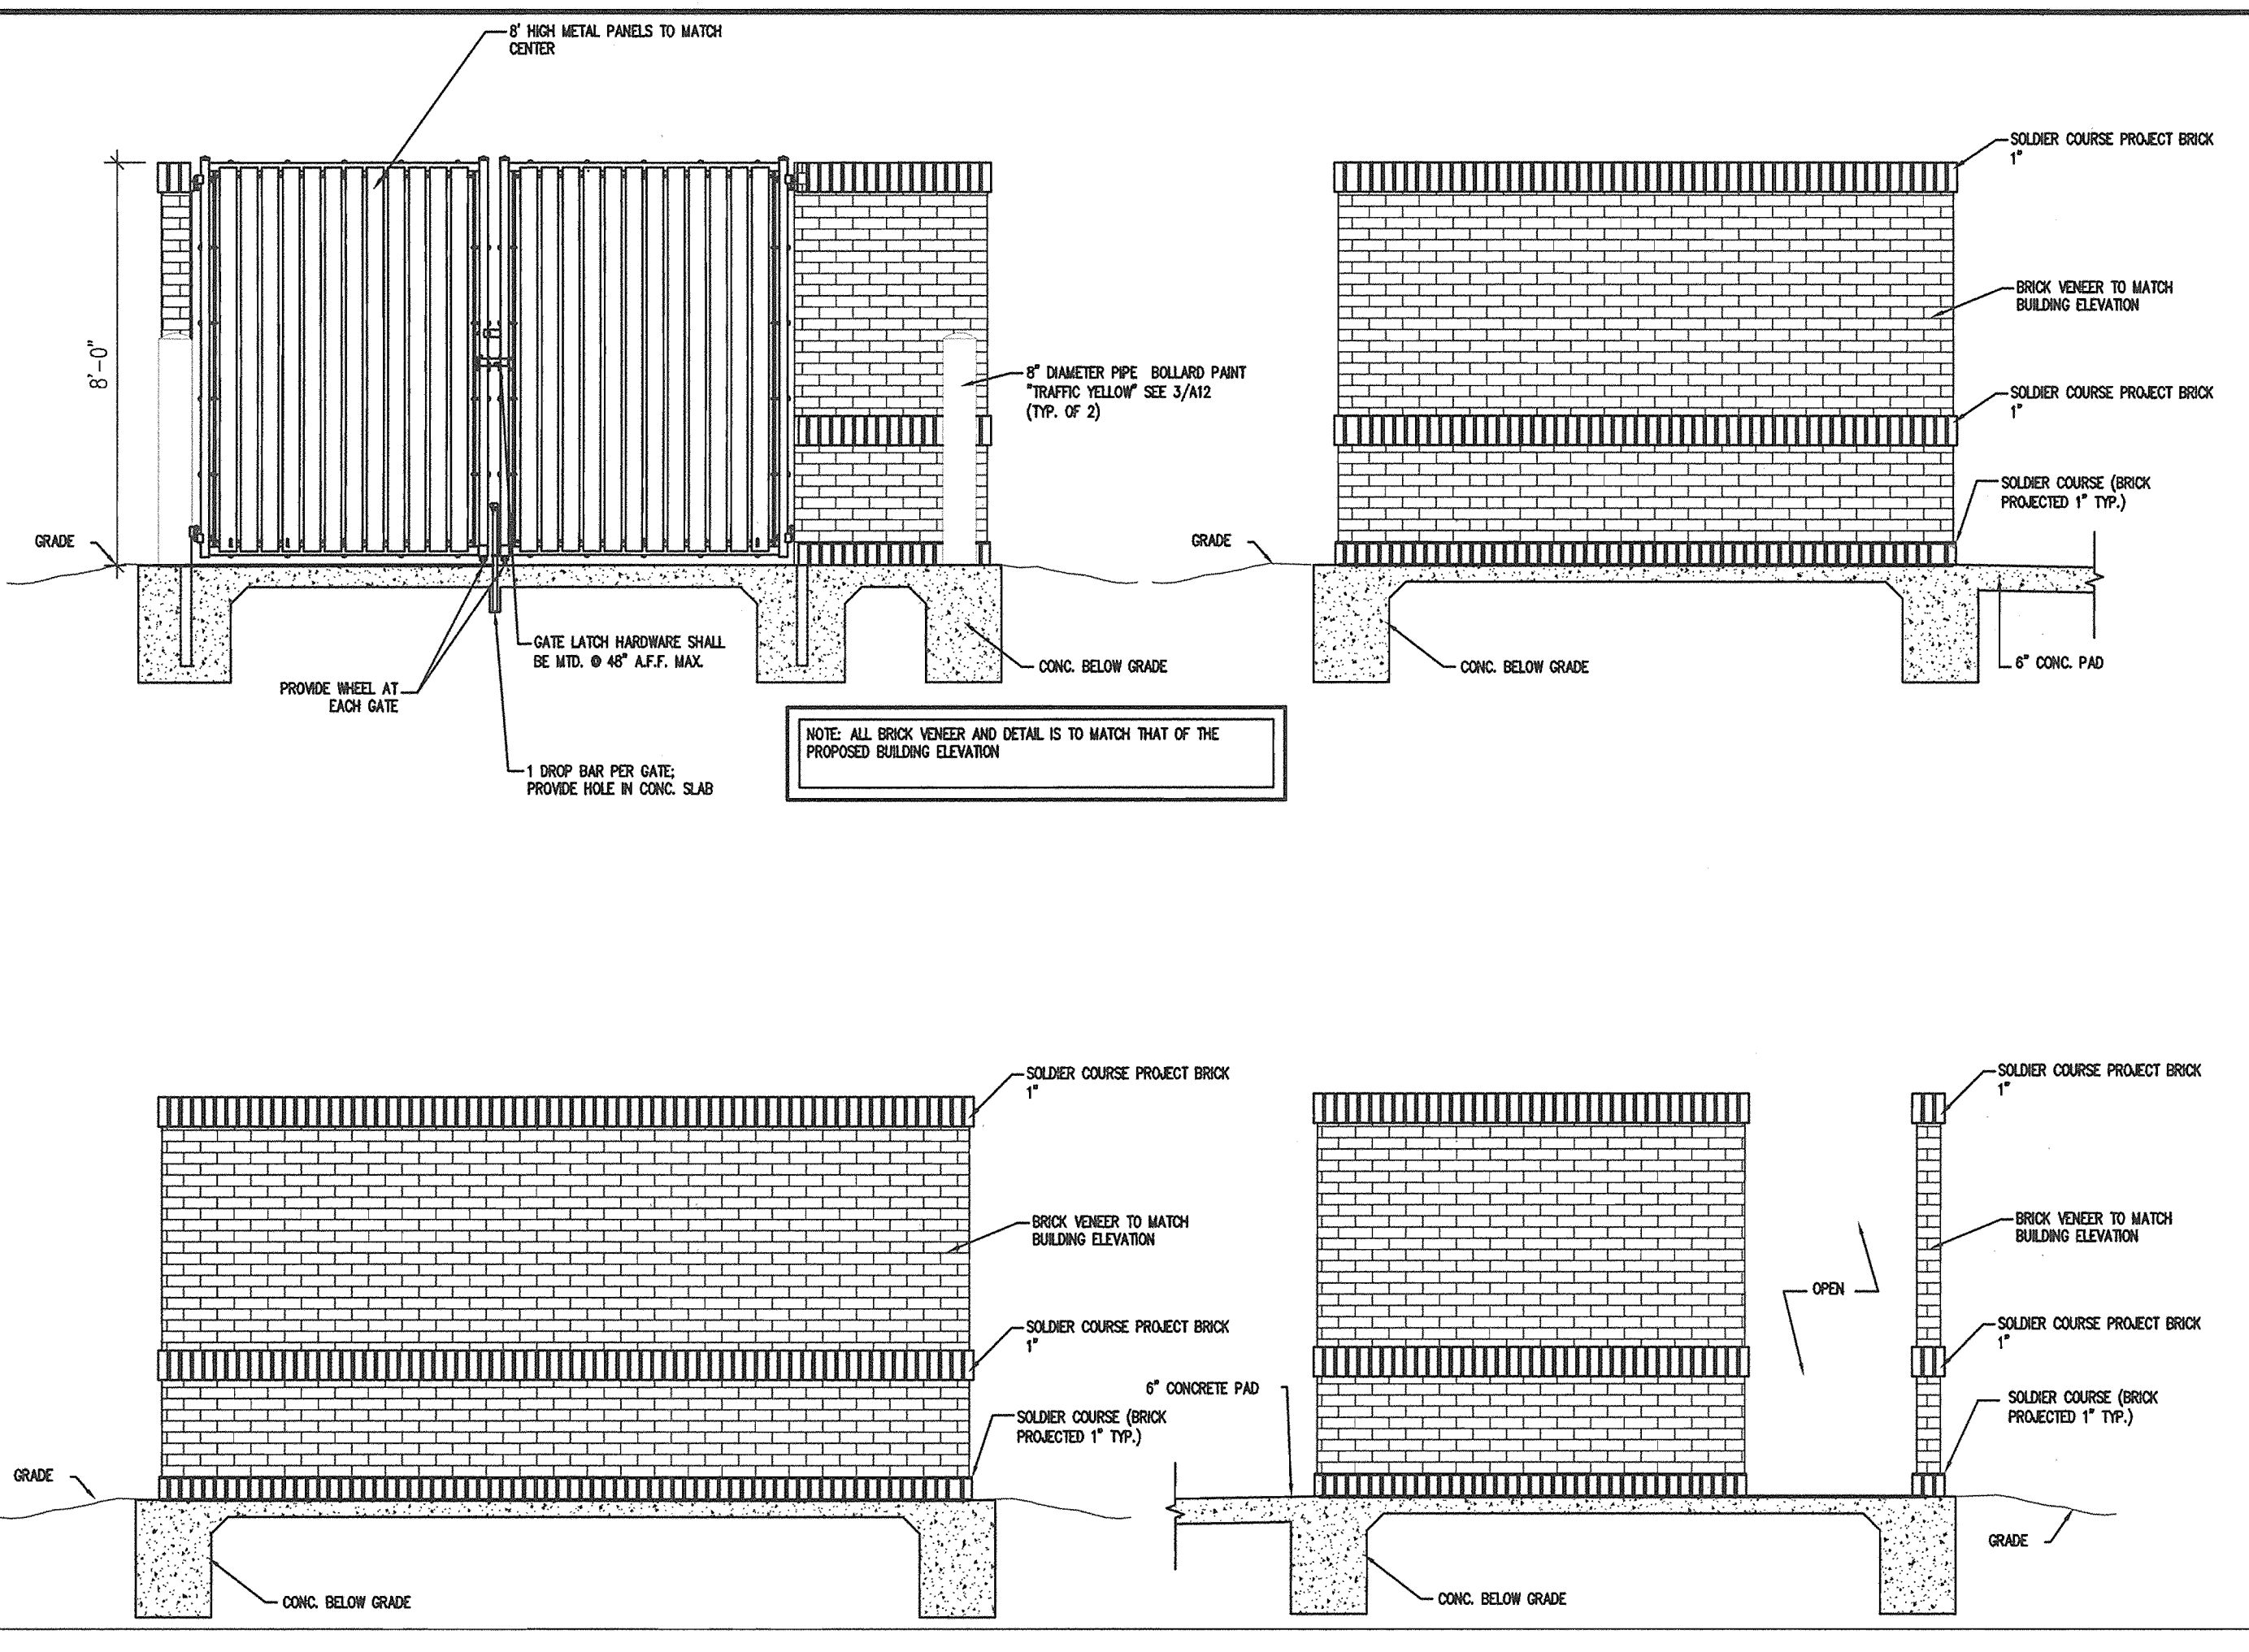 8' HIGH METAL PANELS TO MATCH
CENTER
8'-0"
GRADE
8" DIAMETER PIPE BOLLARD PAINT
"TRAFFIC YELLOW" SEE 3/A12
(TYP. OF 2)
GATE LATCH HARDWARE SHALL
BE MTD. @ 48" A.F.F. MAX.
CONC. BELOW GRADE
PROVIDE WHEEL AT
EACH GATE
1 DROP BAR PER GATE;
PROVIDE HOLE IN CONC. SLAB
NOTE: ALL BRICK VENEER AND DETAIL IS TO MATCH THAT OF THE
PROPOSED BUILDING ELEVATION
SOLDIER COURSE PROJECT BRICK
1"
BRICK VENEER TO MATCH
BUILDING ELEVATION
SOLDIER COURSE PROJECT BRICK
1"
SOLDIER COURSE (BRICK
PROJECTED 1" TYP.)
GRADE
CONC. BELOW GRADE
6" CONC. PAD
SOLDIER COURSE PROJECT BRICK
1"
BRICK VENEER TO MATCH
BUILDING ELEVATION
SOLDIER COURSE PROJECT BRICK
1"
SOLDIER COURSE (BRICK
PROJECTED 1" TYP.)
GRADE
CONC. BELOW GRADE
SOLDIER COURSE PROJECT BRICK
1"
BRICK VENEER TO MATCH
BUILDING ELEVATION
OPEN
SOLDIER COURSE PROJECT BRICK
1"
6" CONCRETE PAD
SOLDIER COURSE (BRICK
PROJECTED 1" TYP.)
GRADE
CONC. BELOW GRADE